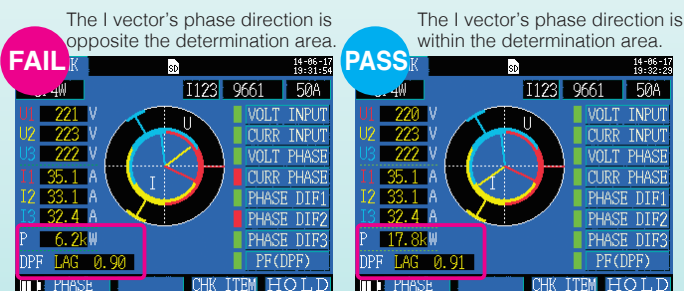 The I vector's phase direction is
opposite the determination area.
FAIL
SD
14-06-17
19:31:54
I123 9661 50A
U1 221 V
U2 223 V
U3 222 V
I1 35.1 A
I2 33.1 A
I3 32.4 A
P 6.2kW
DPF LAG 0.90
U
I
VOLT INPUT
CURR INPUT
VOLT PHASE
CURR PHASE
PHASE DIF1
PHASE DIF2
PHASE DIF3
PF(DPF)
PHASE
CHK ITEM
HOLD
The I vector's phase direction is
within the determination area.
PASS
SD
14-06-17
19:32:29
I123 9661 50A
U1 220 V
U2 223 V
U3 222 V
I1 35.1 A
I2 33.1 A
I3 32.4 A
P 17.8kW
DPF LAG 0.91
U
I
VOLT INPUT
CURR INPUT
VOLT PHASE
CURR PHASE
PHASE DIF1
PHASE DIF2
PHASE DIF3
PF(DPF)
PHASE
CHK ITEM
HOLD